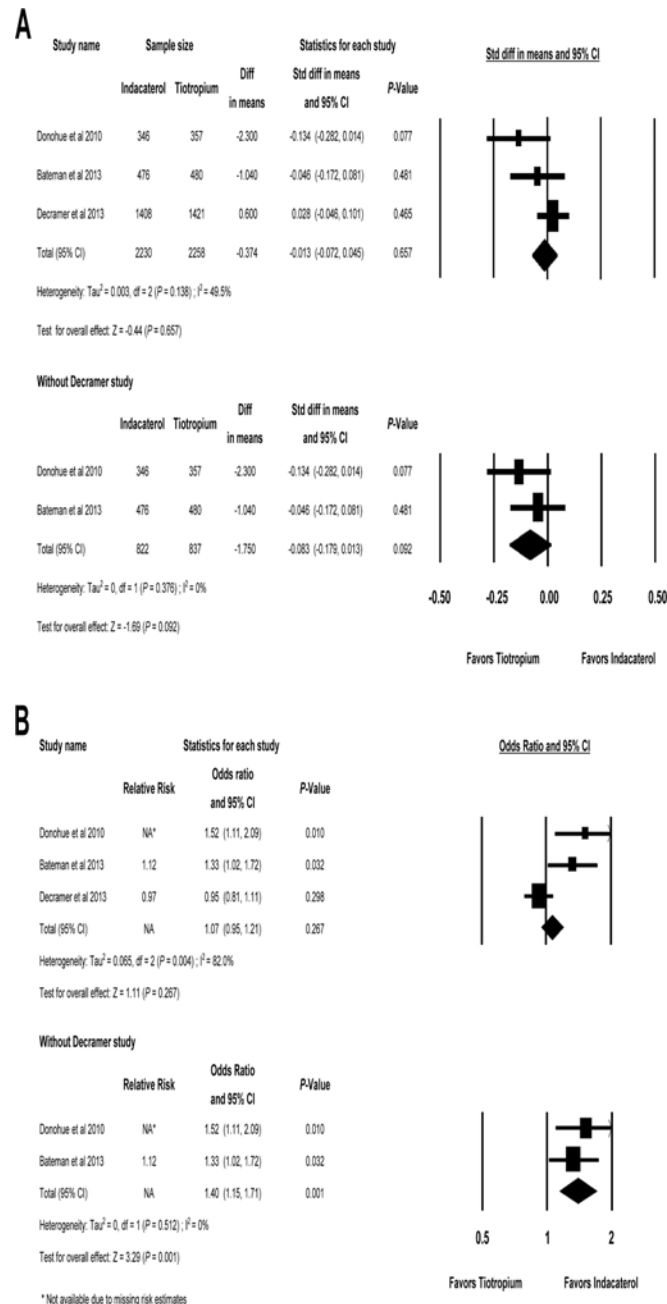 A
Study name Sample size Statistics for each study Std diff in means and 95% CI
Indacaterol Tiotropium Diff in means Std diff in means and 95% CI P-Value
Donohue et al 2010 346 357 -2.300 -0.134 (-0.282, 0.014) 0.077
Bateman et al 2013 476 480 -1.040 -0.046 (-0.172, 0.081) 0.481
Decramer et al 2013 1408 1421 0.600 0.028 (-0.046, 0.101) 0.465
Total (95% CI) 2230 2258 -0.374 -0.013 (-0.072, 0.045) 0.657
Heterogeneity: Tau² = 0.003, df = 2 (P = 0.138) ; I² = 49.5%
Test for overall effect: Z = -0.44 (P = 0.657)
Without Decramer study
Indacaterol Tiotropium Diff in means Std diff in means and 95% CI P-Value
Donohue et al 2010 346 357 -2.300 -0.134 (-0.282, 0.014) 0.077
Bateman et al 2013 476 480 -1.040 -0.046 (-0.172, 0.081) 0.481
Total (95% CI) 822 837 -1.750 -0.083 (-0.179, 0.013) 0.092
Heterogeneity: Tau² = 0, df = 1 (P = 0.376) ; I² = 0%
-0.50 -0.25 0.00 0.25 0.50
Test for overall effect: Z = -1.69 (P = 0.092)
Favors Tiotropium Favors Indacaterol
B
Study name Statistics for each study Odds Ratio and 95% CI
Relative Risk Odds ratio and 95% CI P-Value
Donohue et al 2010 NA* 1.52 (1.11, 2.09) 0.010
Bateman et al 2013 1.12 1.33 (1.02, 1.72) 0.032
Decramer et al 2013 0.97 0.95 (0.81, 1.11) 0.298
Total (95% CI) NA 1.07 (0.95, 1.21) 0.267
Heterogeneity: Tau² = 0.065, df = 2 (P = 0.004) ; I² = 82.0%
Test for overall effect: Z = 1.11 (P = 0.267)
Without Decramer study
Relative Risk Odds Ratio and 95% CI P-Value
Donohue et al 2010 NA* 1.52 (1.11, 2.09) 0.010
Bateman et al 2013 1.12 1.33 (1.02, 1.72) 0.032
Total (95% CI) NA 1.40 (1.15, 1.71) 0.001
Heterogeneity: Tau² = 0, df = 1 (P = 0.512) ; I² = 0%
0.5 1 2
Test for overall effect: Z = 3.29 (P = 0.001)
Favors Tiotropium Favors Indacaterol
* Not available due to missing risk estimates